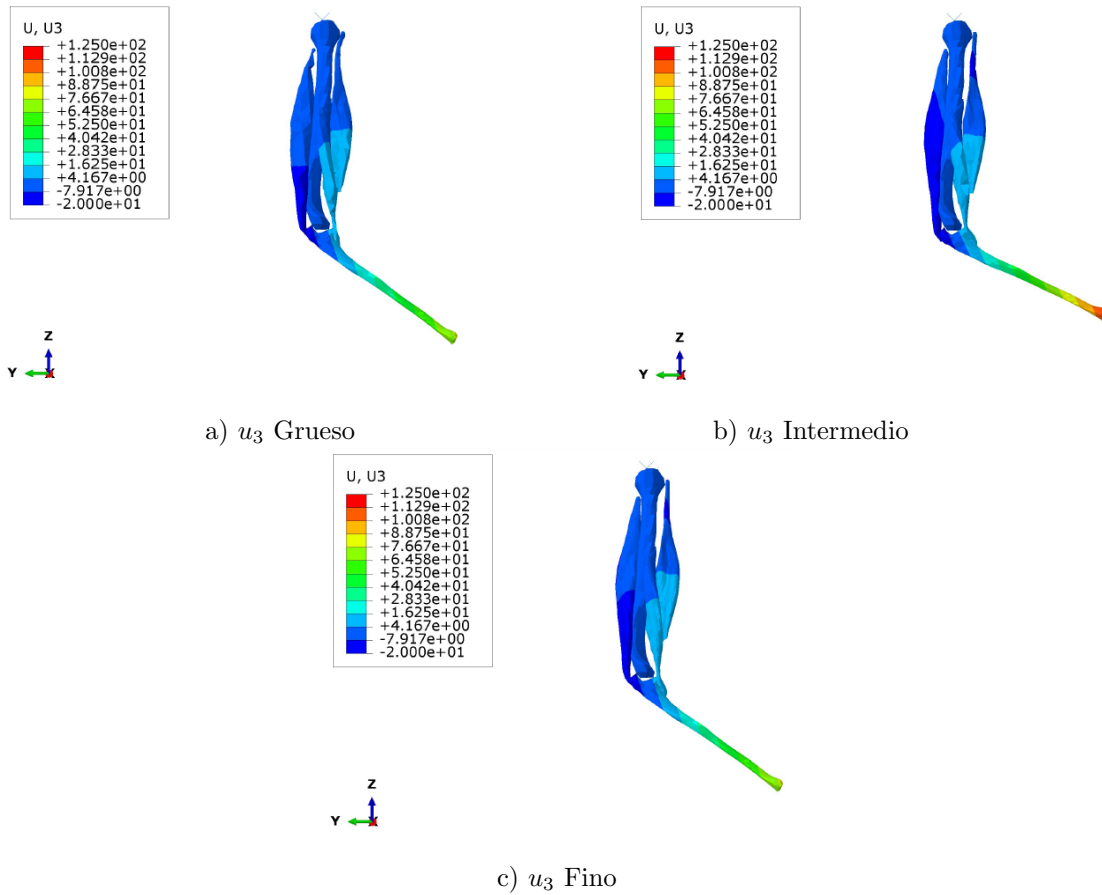 U, U3
+1.250e+02
+1.129e+02
+1.008e+02
+8.875e+01
+7.667e+01
+6.458e+01
+5.250e+01
+4.042e+01
+2.833e+01
+1.625e+01
+4.167e+00
-7.917e+00
-2.000e+01
Z
Y
X
a) u₃ Grueso
U, U3
+1.250e+02
+1.129e+02
+1.008e+02
+8.875e+01
+7.667e+01
+6.458e+01
+5.250e+01
+4.042e+01
+2.833e+01
+1.625e+01
+4.167e+00
-7.917e+00
-2.000e+01
Z
Y
X
b) u₃ Intermedio
U, U3
+1.250e+02
+1.129e+02
+1.008e+02
+8.875e+01
+7.667e+01
+6.458e+01
+5.250e+01
+4.042e+01
+2.833e+01
+1.625e+01
+4.167e+00
-7.917e+00
-2.000e+01
Z
Y
X
c) u₃ Fino